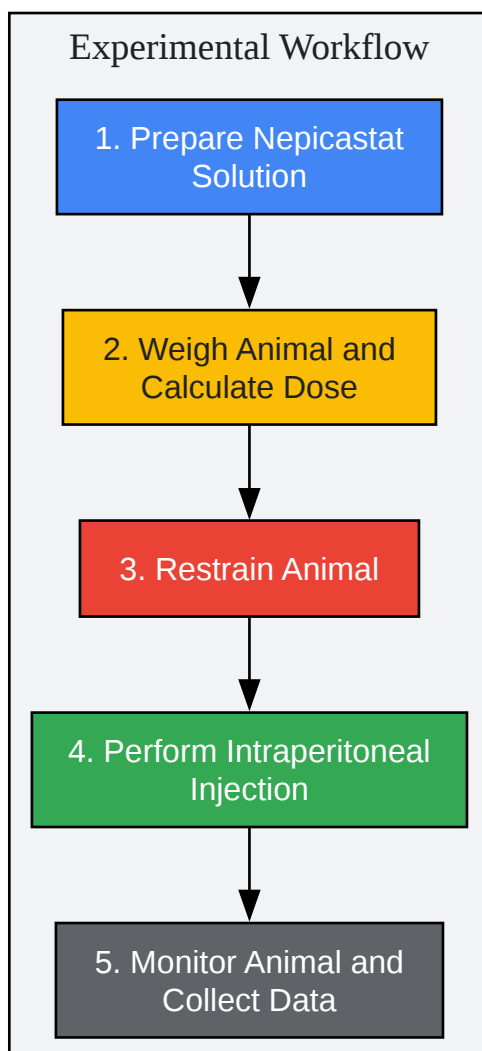 Experimental Workflow
1. Prepare Nepicastat
Solution
2. Weigh Animal and
Calculate Dose
3. Restrain Animal
4. Perform Intraperitoneal
Injection
5. Monitor Animal and
Collect Data